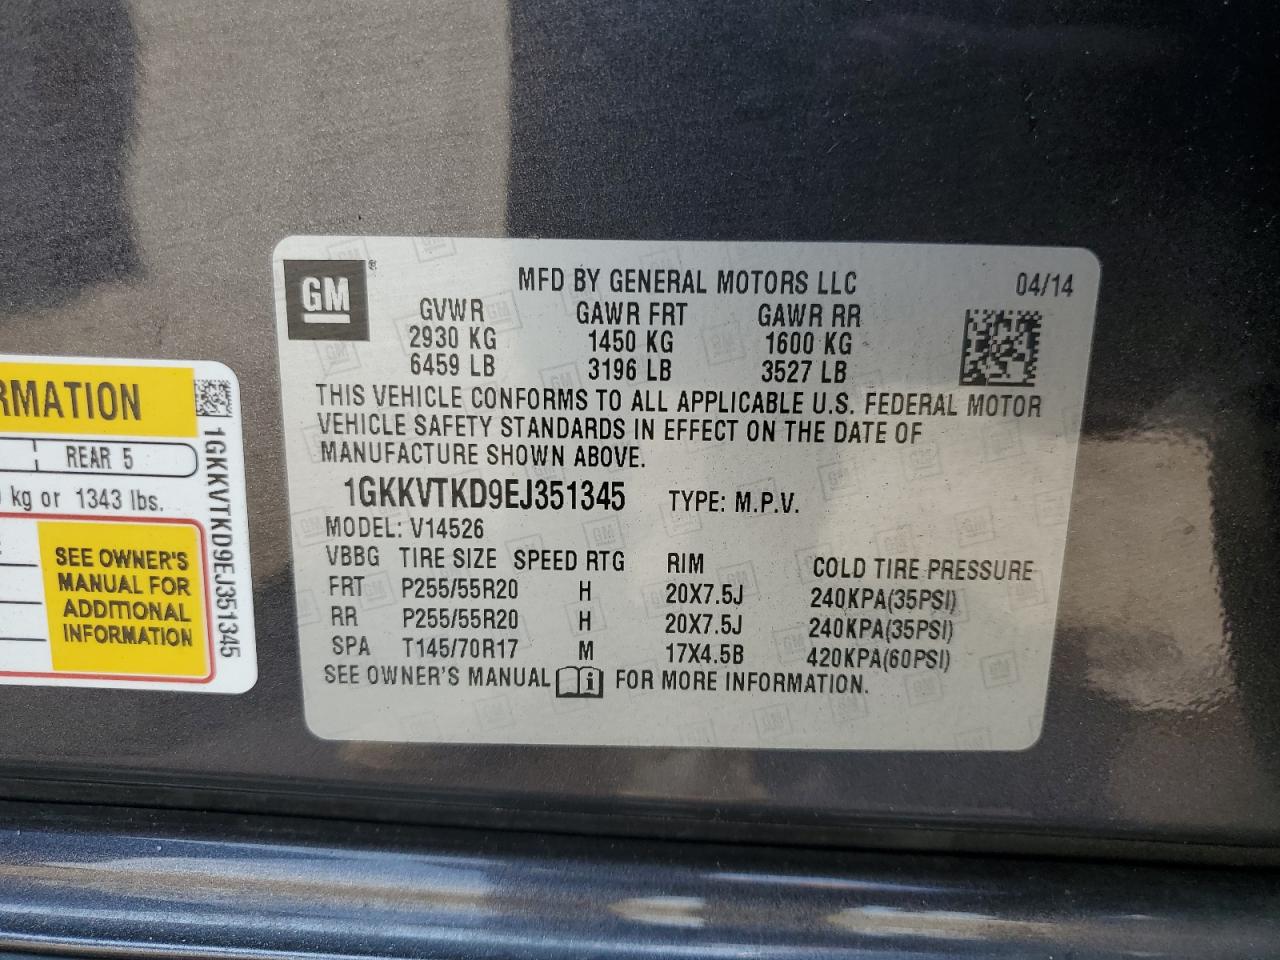 GM®
MFD BY GENERAL MOTORS LLC 04/14
GVWR GAWR FRT GAWR RR
2930 KG 1450 KG 1600 KG
6459 LB 3196 LB 3527 LB
THIS VEHICLE CONFORMS TO ALL APPLICABLE U.S. FEDERAL MOTOR
VEHICLE SAFETY STANDARDS IN EFFECT ON THE DATE OF
MANUFACTURE SHOWN ABOVE.
1GKKVTKD9EJ351345 TYPE: M.P.V.
MODEL: V14526
VBBG TIRE SIZE SPEED RTG RIM COLD TIRE PRESSURE
FRT P255/55R20 H 20X7.5J 240KPA(35PSI)
RR P255/55R20 H 20X7.5J 240KPA(35PSI)
SPA T145/70R17 M 17X4.5B 420KPA(60PSI)
SEE OWNER'S MANUAL i FOR MORE INFORMATION.
RMATION
REAR 5
kg or 1343 lbs.
SEE OWNER'S
MANUAL FOR
ADDITIONAL
INFORMATION
1GKKVTKD9EJ351345